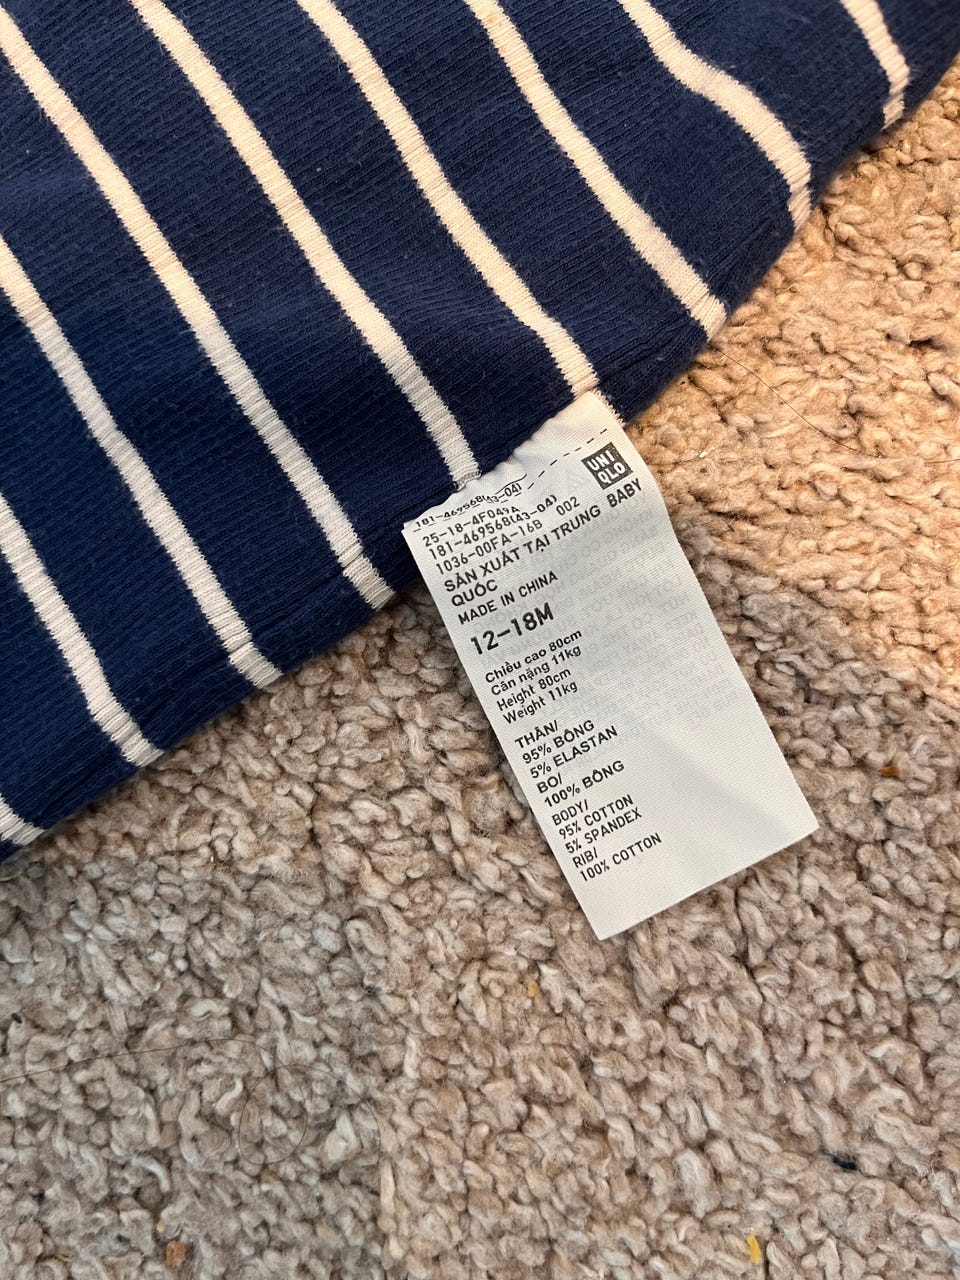 UNI
QLO
181-469568(43-04)
25-18-4F049A
181-469568(43-04)
1036-00FA-16B 002
SẢN XUẤT TẠI TRUNG BABY
QUỐC
MADE IN CHINA
12-18M
Chiều cao 80cm
Cân nặng 11kg
Height 80cm
Weight 11kg
THÂN/
95% BÔNG
5% ELASTAN
BO/
100% BÔNG
BODY/
95% COTTON
5% SPANDEX
RIB/
100% COTTON